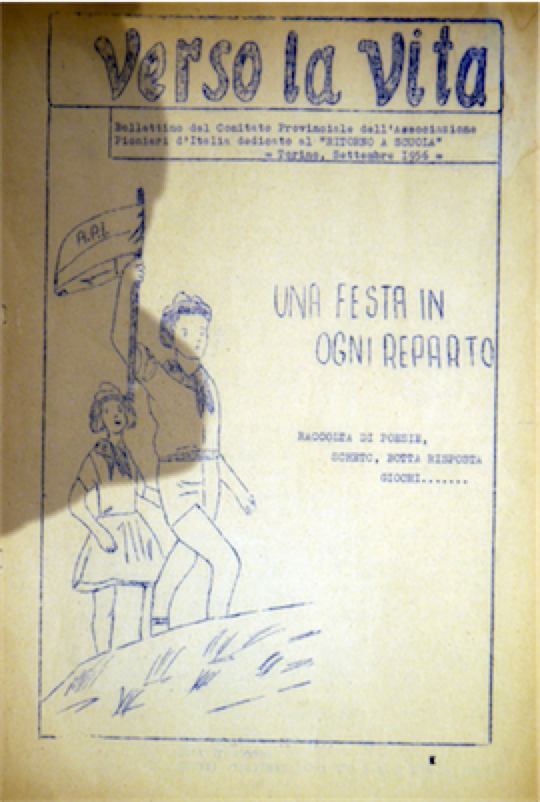 Verso la Vita
Bollettino del Comitato Provinciale dell'Associazione
Pionieri d'Italia dedicato al "RITORNO A SCUOLA"
- Torino, Settembre 1956 -
A.P.I.
UNA FESTA IN
OGNI REPARTO
RACCOLTA DI POESIE,
SCHETC, BOTTA RISPOSTA
GIOCHI.......